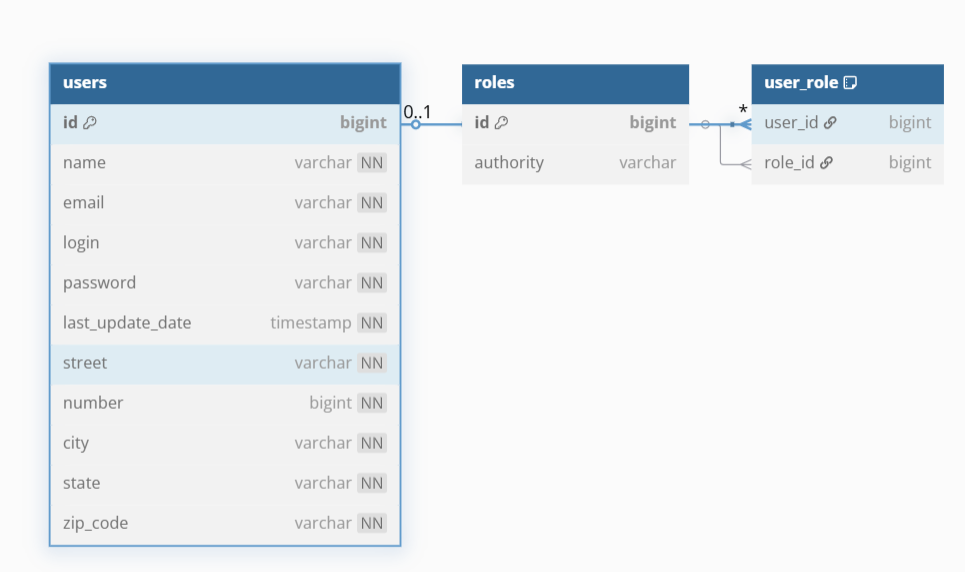 users
id bigint
name varchar NN
email varchar NN
login varchar NN
password varchar NN
last_update_date timestamp NN
street varchar NN
number bigint NN
city varchar NN
state varchar NN
zip_code varchar NN
0..1
roles
id bigint
authority varchar
*
user_role
user_id bigint
role_id bigint